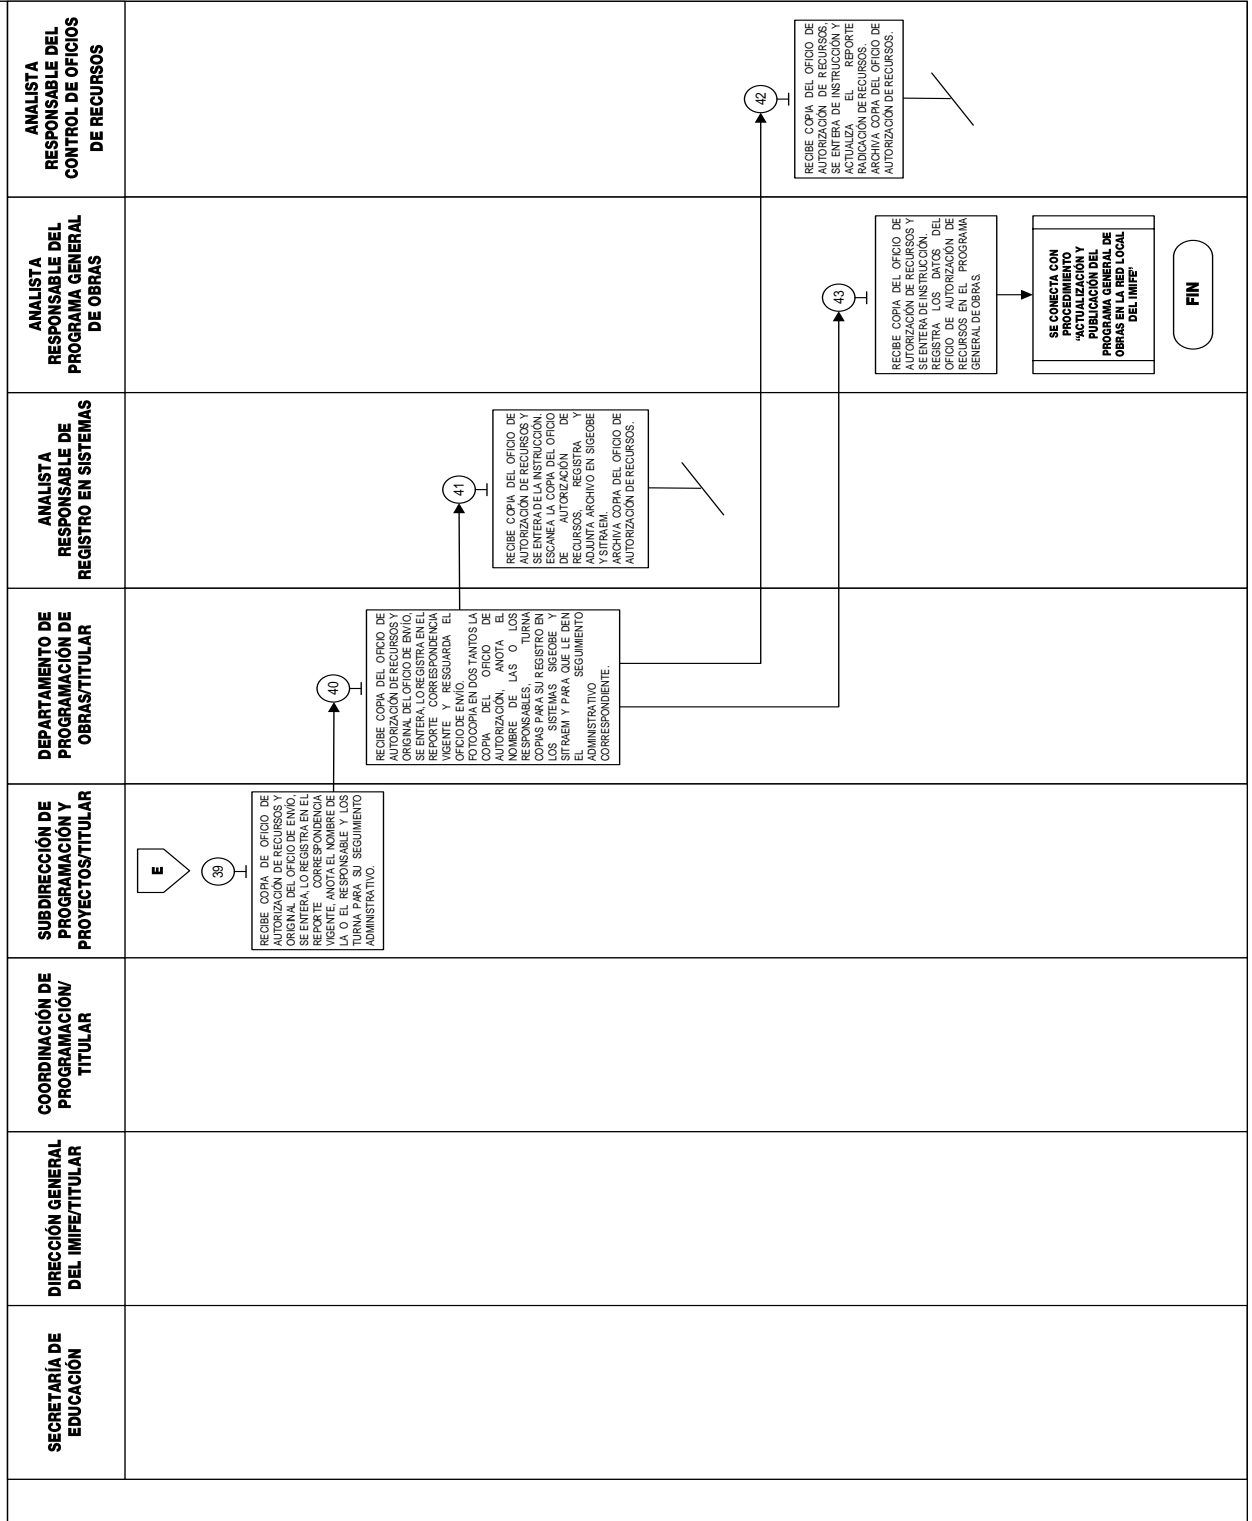 SECRETARÍA DE
EDUCACIÓN
DIRECCIÓN GENERAL
DEL IMIFE/TITULAR
COORDINACIÓN DE
PROGRAMACIÓN/
TITULAR
SUBDIRECCIÓN DE
PROGRAMACIÓN Y
PROYECTOS/TITULAR
DEPARTAMENTO DE
PROGRAMACIÓN DE
OBRAS/TITULAR
ANALISTA
RESPONSABLE DE
REGISTRO EN SISTEMAS
ANALISTA
RESPONSABLE DEL
PROGRAMA GENERAL
DE OBRAS
ANALISTA
RESPONSABLE DEL
CONTROL DE OFICIOS
DE RECURSOS
E
39
RECIBE COPIA DE OFICIO DE
AUTORIZACIÓN DE RECURSOS Y
ORIGINAL DEL OFICIO DE ENVÍO,
SE ENTERA, LO REGISTRA EN EL
REPORTE CORRESPONDENCIA
VIGENTE, ANOTA EL NOMBRE DE
LA O EL RESPONSABLE Y LOS
TURNA PARA SU SEGUIMIENTO
ADMINISTRATIVO.
40
RECIBE COPIA DEL OFICIO DE
AUTORIZACIÓN DE RECURSOS Y
ORIGINAL DEL OFICIO DE ENVÍO,
SE ENTERA, LO REGISTRA EN EL
REPORTE CORRESPONDENCIA
VIGENTE Y RESGUARDA EL
OFICIO DE ENVÍO.
FOTOCOPIA EN DOS TANTOS LA
COPIA DEL OFICIO DE
AUTORIZACIÓN, ANOTA EL
NOMBRE DE LAS O LOS
RESPONSABLES, TURNA
COPIAS PARA SU REGISTRO EN
LOS SISTEMAS SIGEOBE Y
SITRAEM Y PARA QUE LE DEN
EL SEGUIMIENTO
ADMINISTRATIVO
CORRESPONDIENTE.
41
RECIBE COPIA DEL OFICIO DE
AUTORIZACIÓN DE RECURSOS Y
SE ENTERA DE LA INSTRUCCIÓN.
ESCANEA LA COPIA DEL OFICIO
DE AUTORIZACIÓN DE
RECURSOS, REGISTRA Y
ADJUNTA ARCHIVO EN SIGEOBE
Y SITRAEM.
ARCHIVA COPIA DEL OFICIO DE
AUTORIZACIÓN DE RECURSOS.
42
RECIBE COPIA DEL OFICIO DE
AUTORIZACIÓN DE RECURSOS,
SE ENTERA DE INSTRUCCIÓN Y
ACTUALIZA EL REPORTE
RADICACIÓN DE RECURSOS.
ARCHIVA COPIA DEL OFICIO DE
AUTORIZACIÓN DE RECURSOS.
43
RECIBE COPIA DEL OFICIO DE
AUTORIZACIÓN DE RECURSOS Y
SE ENTERA DE INSTRUCCIÓN.
REGISTRA LOS DATOS DEL
OFICIO DE AUTORIZACIÓN DE
RECURSOS EN EL PROGRAMA
GENERAL DE OBRAS.
SE CONECTA CON
PROCEDIMIENTO
“ACTUALIZACIÓN Y
PUBLICACIÓN DEL
PROGRAMA GENERAL DE
OBRAS EN LA RED LOCAL
DEL IMIFE”
FIN